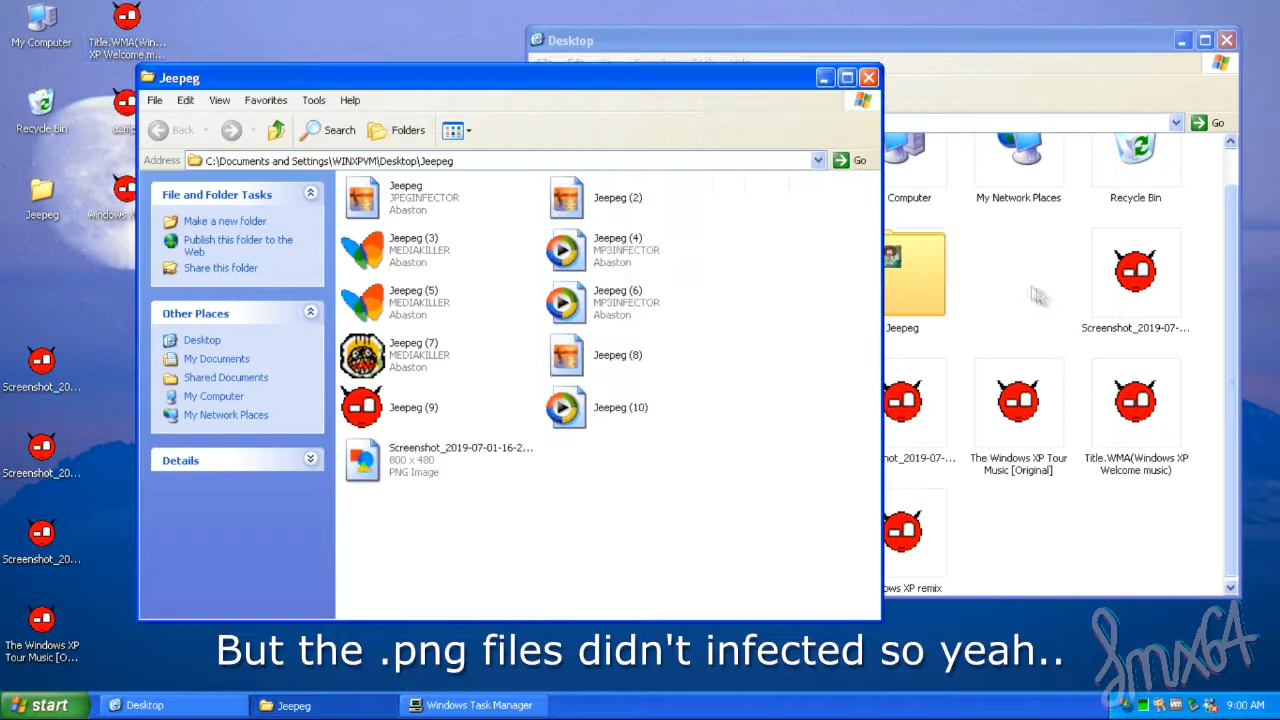 My Computer
Title.WMA(Win...
XP Welcome m...
Recycle Bin
Jeepeg
Windows X
Screenshot_20...
Screenshot_20...
Screenshot_20...
The Windows XP
Tour Music [O...
Desktop
Go
Computer
My Network Places
Recycle Bin
Jeepeg
Screenshot_2019-07-...
hot_2019-07-...
The Windows XP Tour
Music [Original]
Title.WMA(Windows XP
Welcome music)
ows XP remix
Jeepeg
File Edit View Favorites Tools Help
Back Search Folders
Address C:\Documents and Settings\WINXPVM\Desktop\Jeepeg Go
File and Folder Tasks
Make a new folder
Publish this folder to the
Web
Share this folder
Other Places
Desktop
My Documents
Shared Documents
My Computer
My Network Places
Details
Jeepeg
JPEGINFECTOR
Abaston
Jeepeg (2)
Jeepeg (3)
MEDIAKILLER
Abaston
Jeepeg (4)
MP3INFECTOR
Abaston
Jeepeg (5)
MEDIAKILLER
Abaston
Jeepeg (6)
MP3INFECTOR
Abaston
Jeepeg (7)
MEDIAKILLER
Abaston
Jeepeg (8)
Jeepeg (9)
Jeepeg (10)
Screenshot_2019-07-01-16-2...
800 x 480
PNG Image
But the .png files didn't infected so yeah..
Jmx64
start Desktop Jeepeg Windows Task Manager 9:00 AM